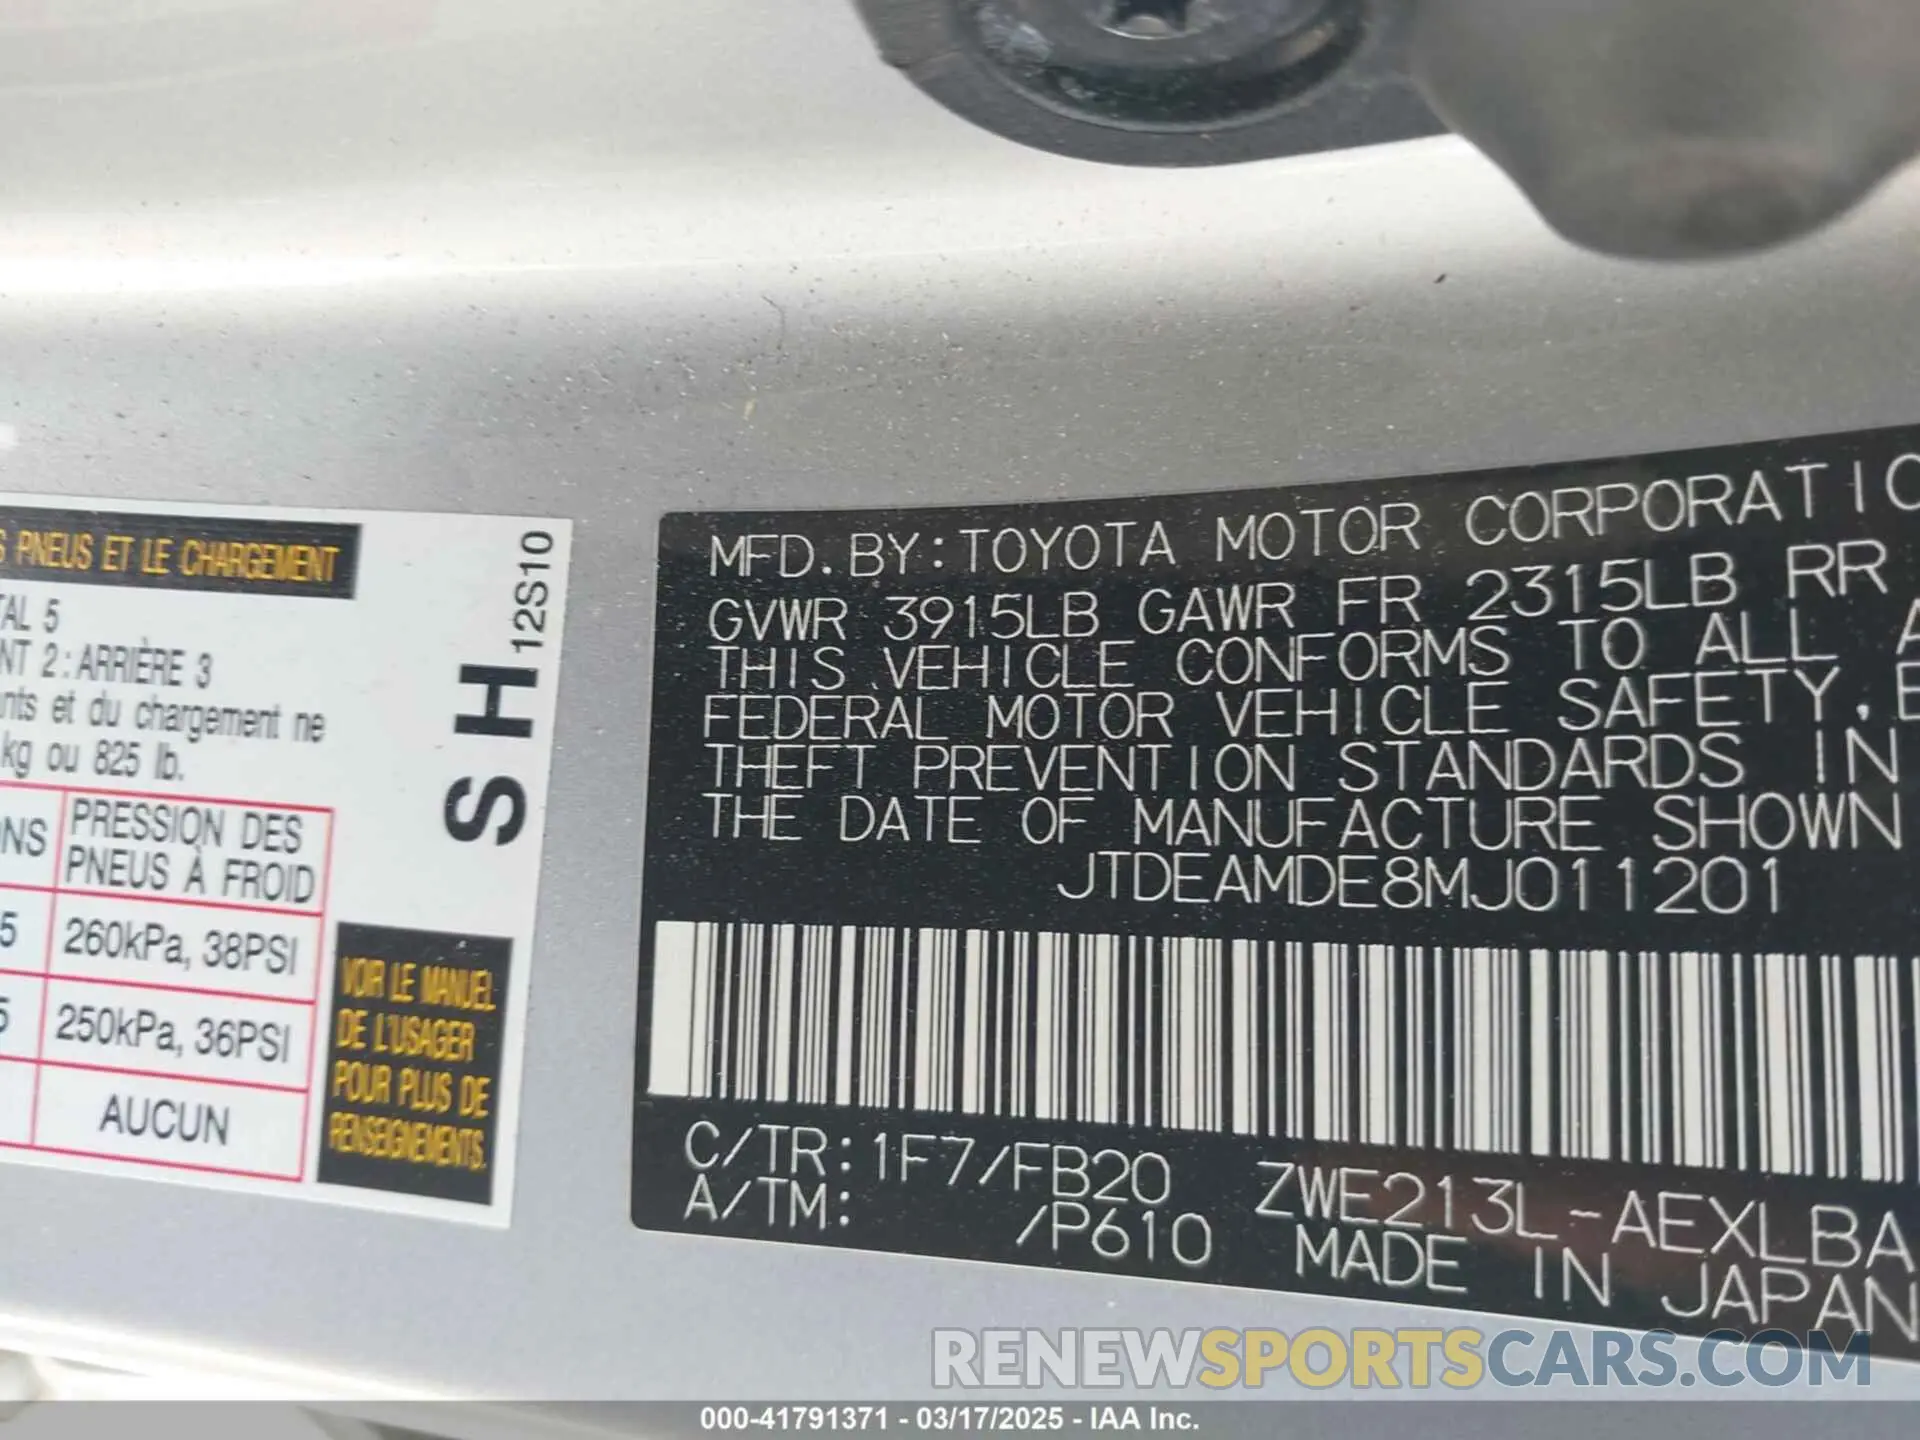 PNEUS ET LE CHARGEMENT
TAL 5
NT 2 : ARRIÈRE 3
nts et du chargement ne
kg ou 825 lb.
ONS
PRESSION DES
PNEUS À FROID
5
260kPa, 38PSI
5
250kPa, 36PSI
AUCUN
SH 12S10
VOIR LE MANUEL
DE L'USAGER
POUR PLUS DE
RENSEIGNEMENTS.
MFD. BY: TOYOTA MOTOR CORPORATIO
GVWR 3915LB GAWR FR 2315LB RR
THIS VEHICLE CONFORMS TO ALL A
FEDERAL MOTOR VEHICLE SAFETY, B
THEFT PREVENTION STANDARDS IN
THE DATE OF MANUFACTURE SHOWN
JTDEAMDE8MJ011201
C/TR: 1F7/FB20 ZWE213L-AEXLBA
A/TM: /P610 MADE IN JAPAN
RENEWSPORTSCARS.COM
000-41791371 - 03/17/2025 - IAA Inc.